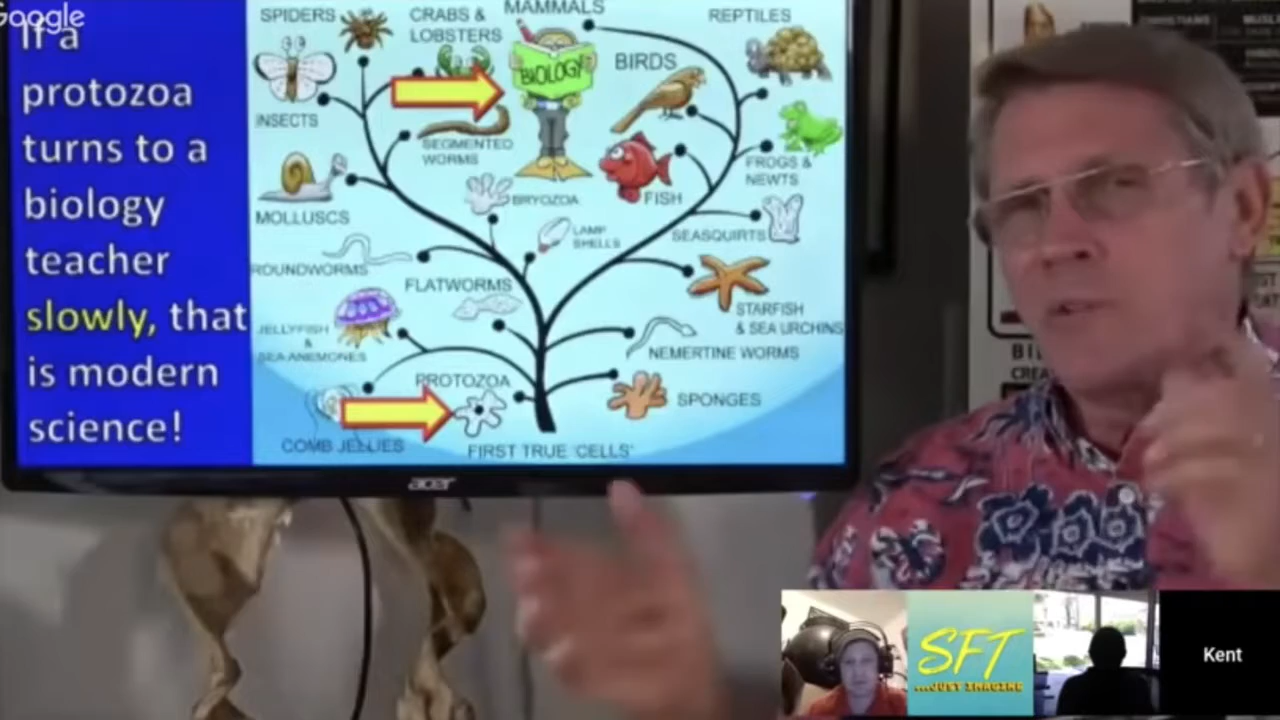 Google
If a
protozoa
turns to a
biology
teacher
slowly, that
is modern
science!
SPIDERS
CRABS &
LOBSTERS
MAMMALS
REPTILES
BIOLOGY
BIRDS
INSECTS
SEGMENTED
WORMS
FROGS &
NEWTS
MOLLUSCS
BRYOZOA
FISH
LAMP
SHELLS
SEASQUIRTS
ROUNDWORMS
FLATWORMS
STARFISH
& SEA URCHINS
JELLYFISH
&
SEA-ANEMONES
NEMERTINE WORMS
PROTOZOA
SPONGES
COMB JELLIES
FIRST TRUE 'CELLS'
acer
SFT
...JUST IMAGINE
Kent